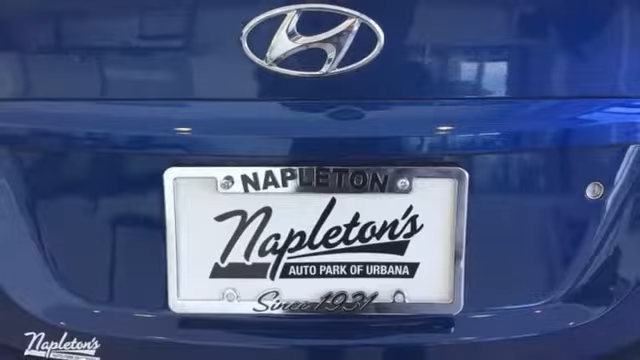 NAPLETON
Napleton's
AUTO PARK OF URBANA
Since 1931
Napleton's